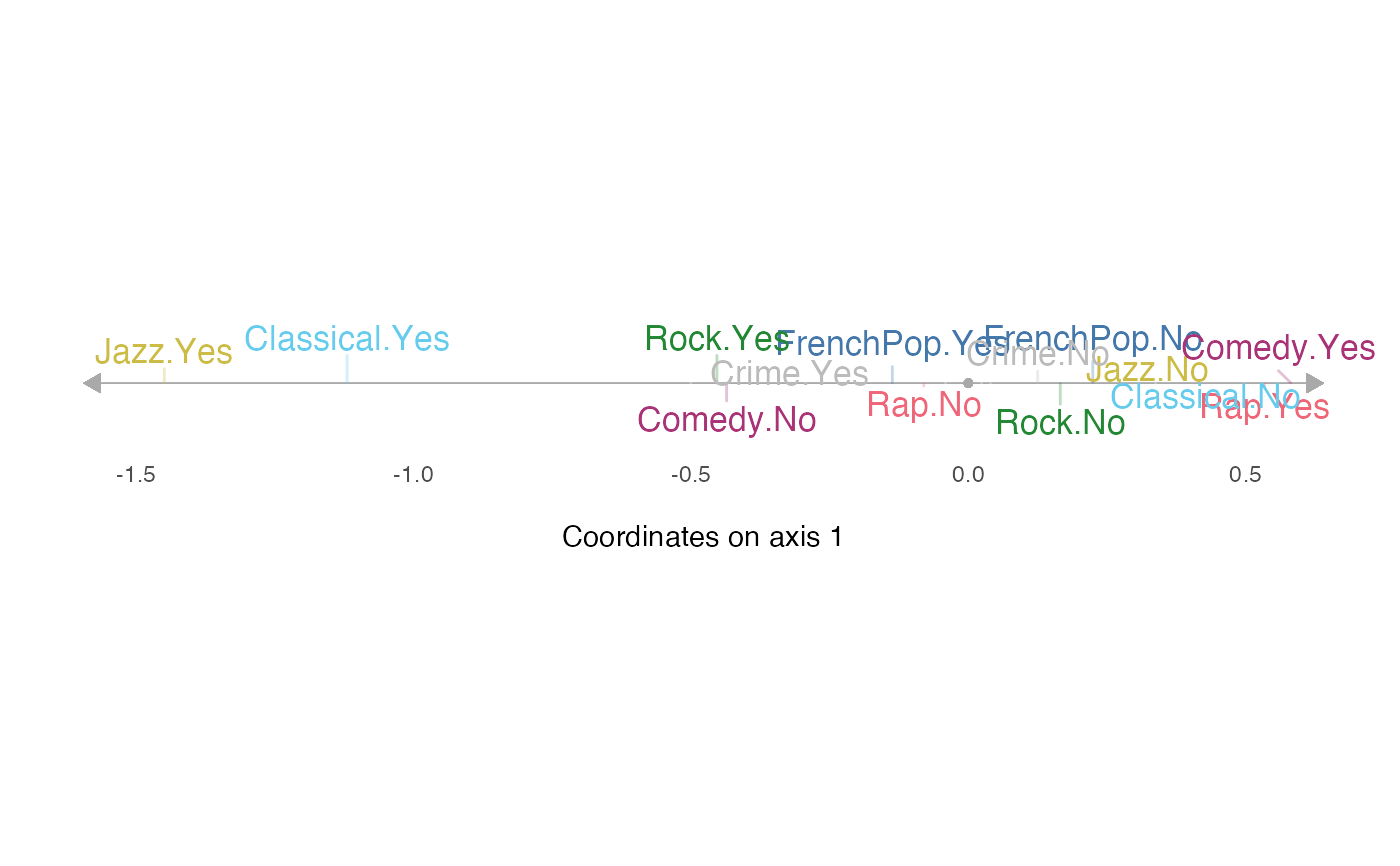 Jazz.Yes
Classical.Yes
Rock.Yes
FrenchPop.Yes
FrenchPop.No
Comedy.Yes
Crime.Yes
Crime.No
Jazz.No
Comedy.No
Rap.No
Rock.No
Classical.No
Rap.Yes
-1.5 -1.0 -0.5 0.0 0.5
Coordinates on axis 1